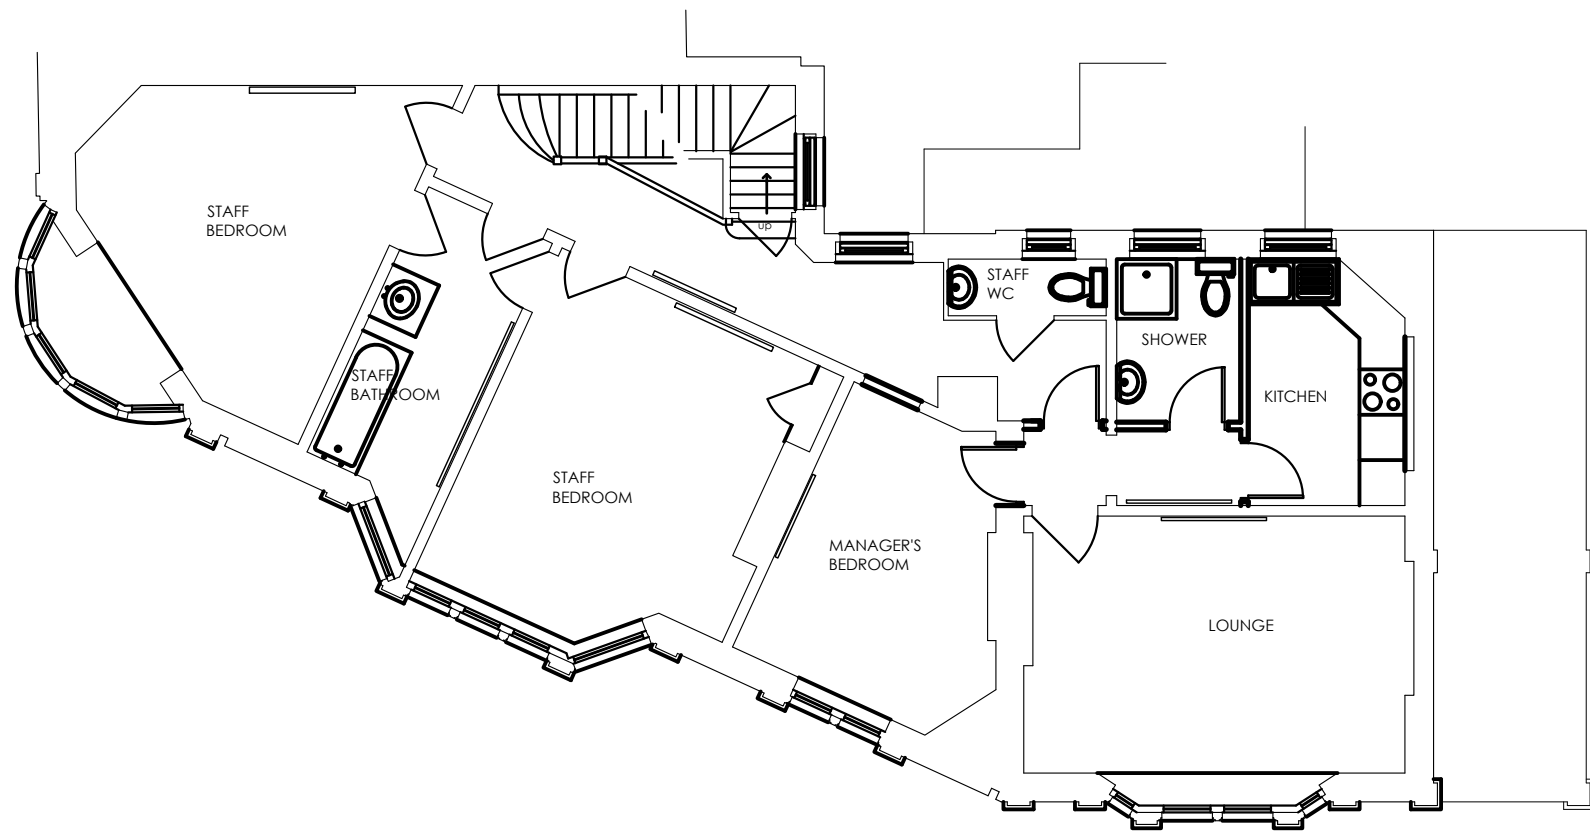 STAFF
BEDROOM
up
STAFF
WC
SHOWER
KITCHEN
STAFF
BATHROOM
STAFF
BEDROOM
MANAGER'S
BEDROOM
LOUNGE